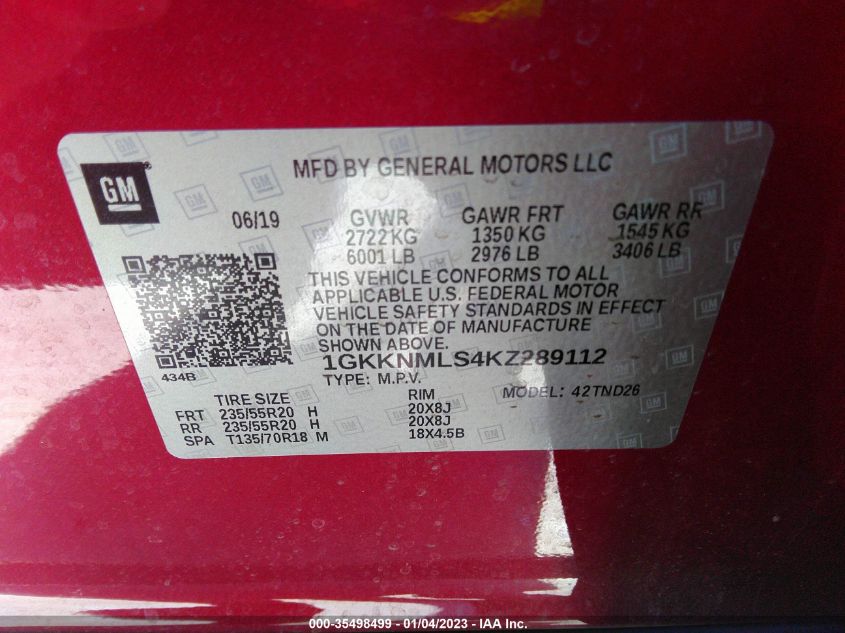 GM
MFD BY GENERAL MOTORS LLC
06/19 GVWR GAWR FRT GAWR RR
2722 KG 1350 KG 1545 KG
6001 LB 2976 LB 3406 LB
THIS VEHICLE CONFORMS TO ALL
APPLICABLE U.S. FEDERAL MOTOR
VEHICLE SAFETY STANDARDS IN EFFECT
ON THE DATE OF MANUFACTURE
SHOWN ABOVE.
1GKKNMLS4KZ289112
434B
TYPE: M.P.V. MODEL: 42TND26
TIRE SIZE RIM
FRT 235/55R20 H 20X8J
RR 235/55R20 H 20X8J
SPA T135/70R18 M 18X4.5B
000-35498499 - 01/04/2023 - IAA Inc.